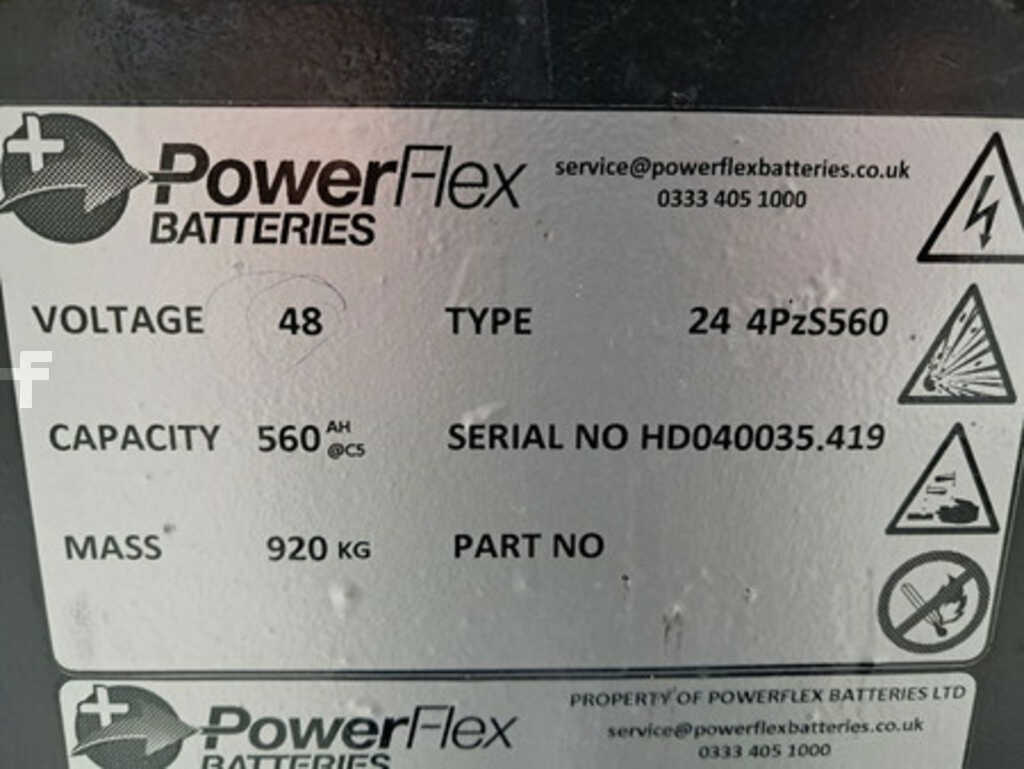 PowerFlex
BATTERIES
service@powerflexbatteries.co.uk
0333 405 1000
VOLTAGE 48 TYPE 24 4PzS560
CAPACITY 560 AH @C5 SERIAL NO HD040035.419
MASS 920 KG PART NO
PowerFlex
BATTERIES
PROPERTY OF POWERFLEX BATTERIES LTD
service@powerflexbatteries.co.uk
0333 405 1000